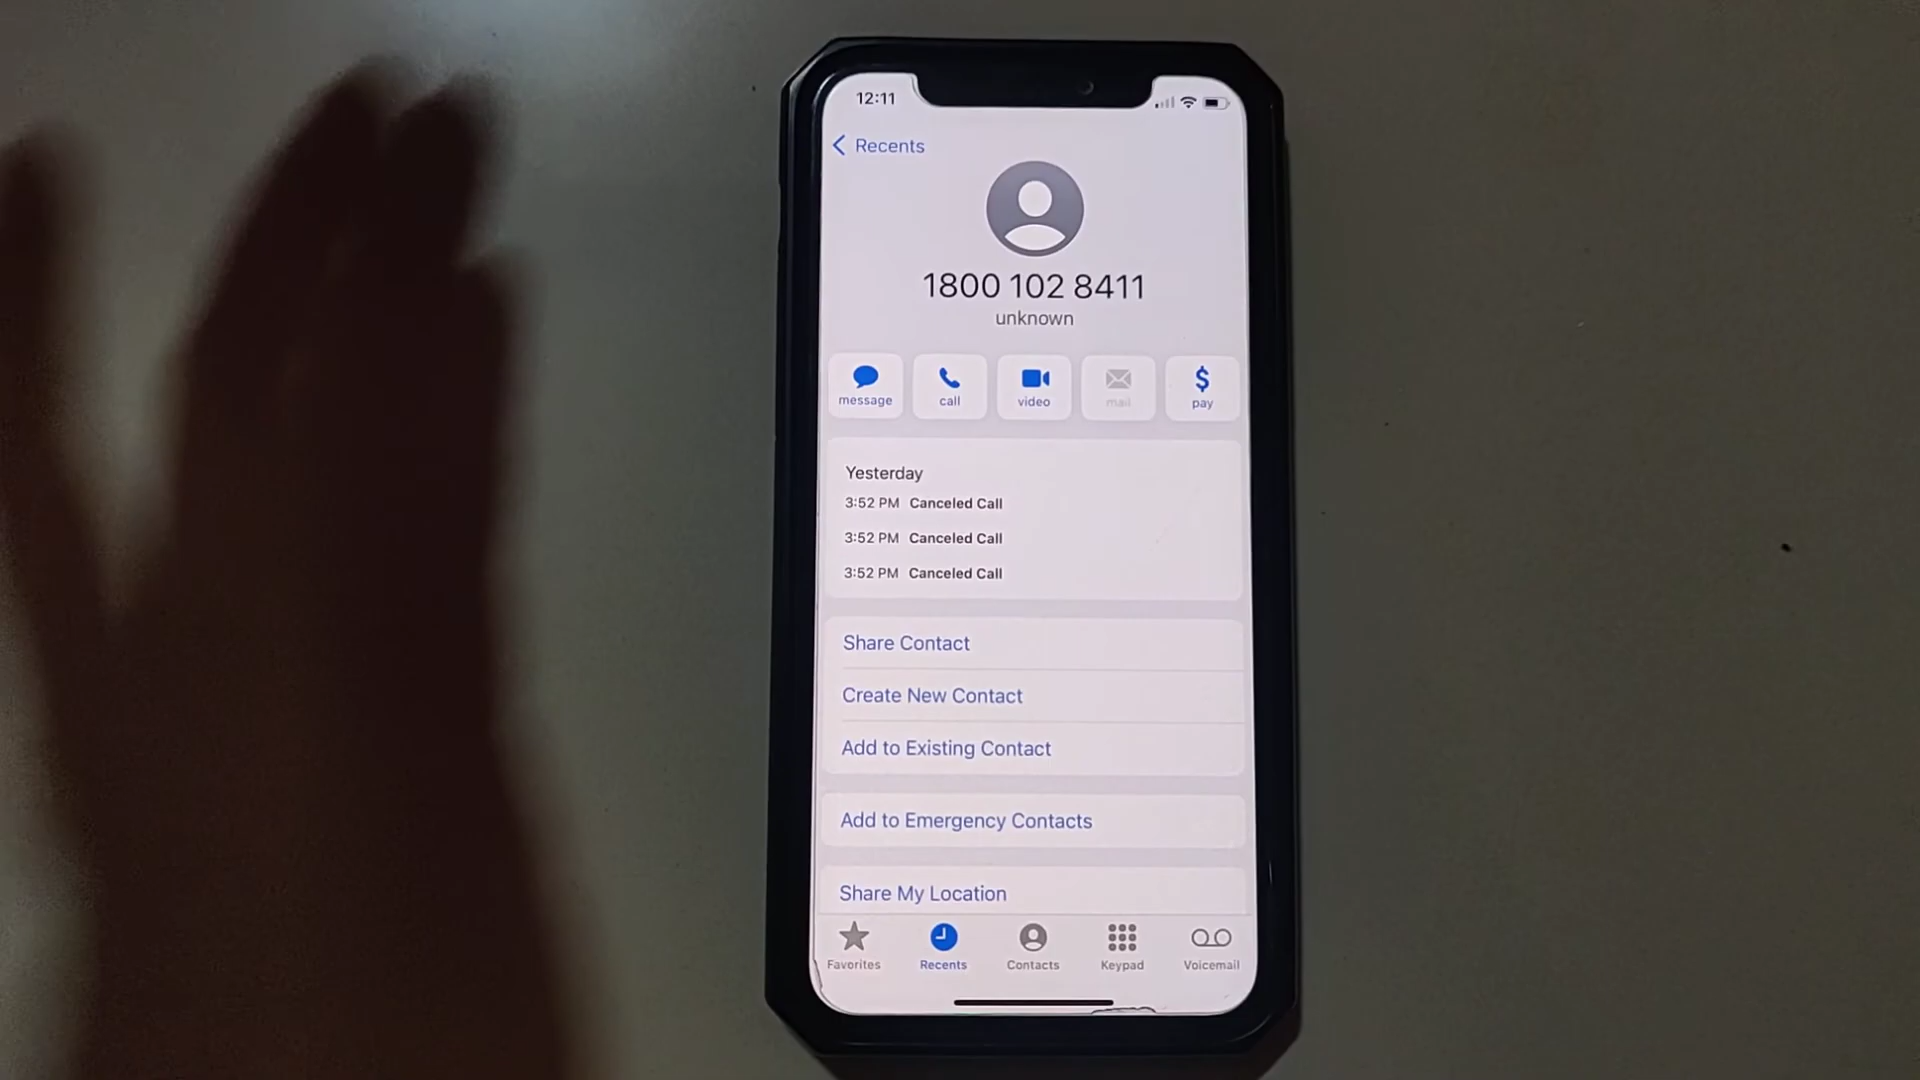 12:11
Recents
1800 102 8411
unknown
message call video mail $ pay
Yesterday
3:52 PM Canceled Call
3:52 PM Canceled Call
3:52 PM Canceled Call
Share Contact
Create New Contact
Add to Existing Contact
Add to Emergency Contacts
Share My Location
Favorites Recents Contacts Keypad Voicemail